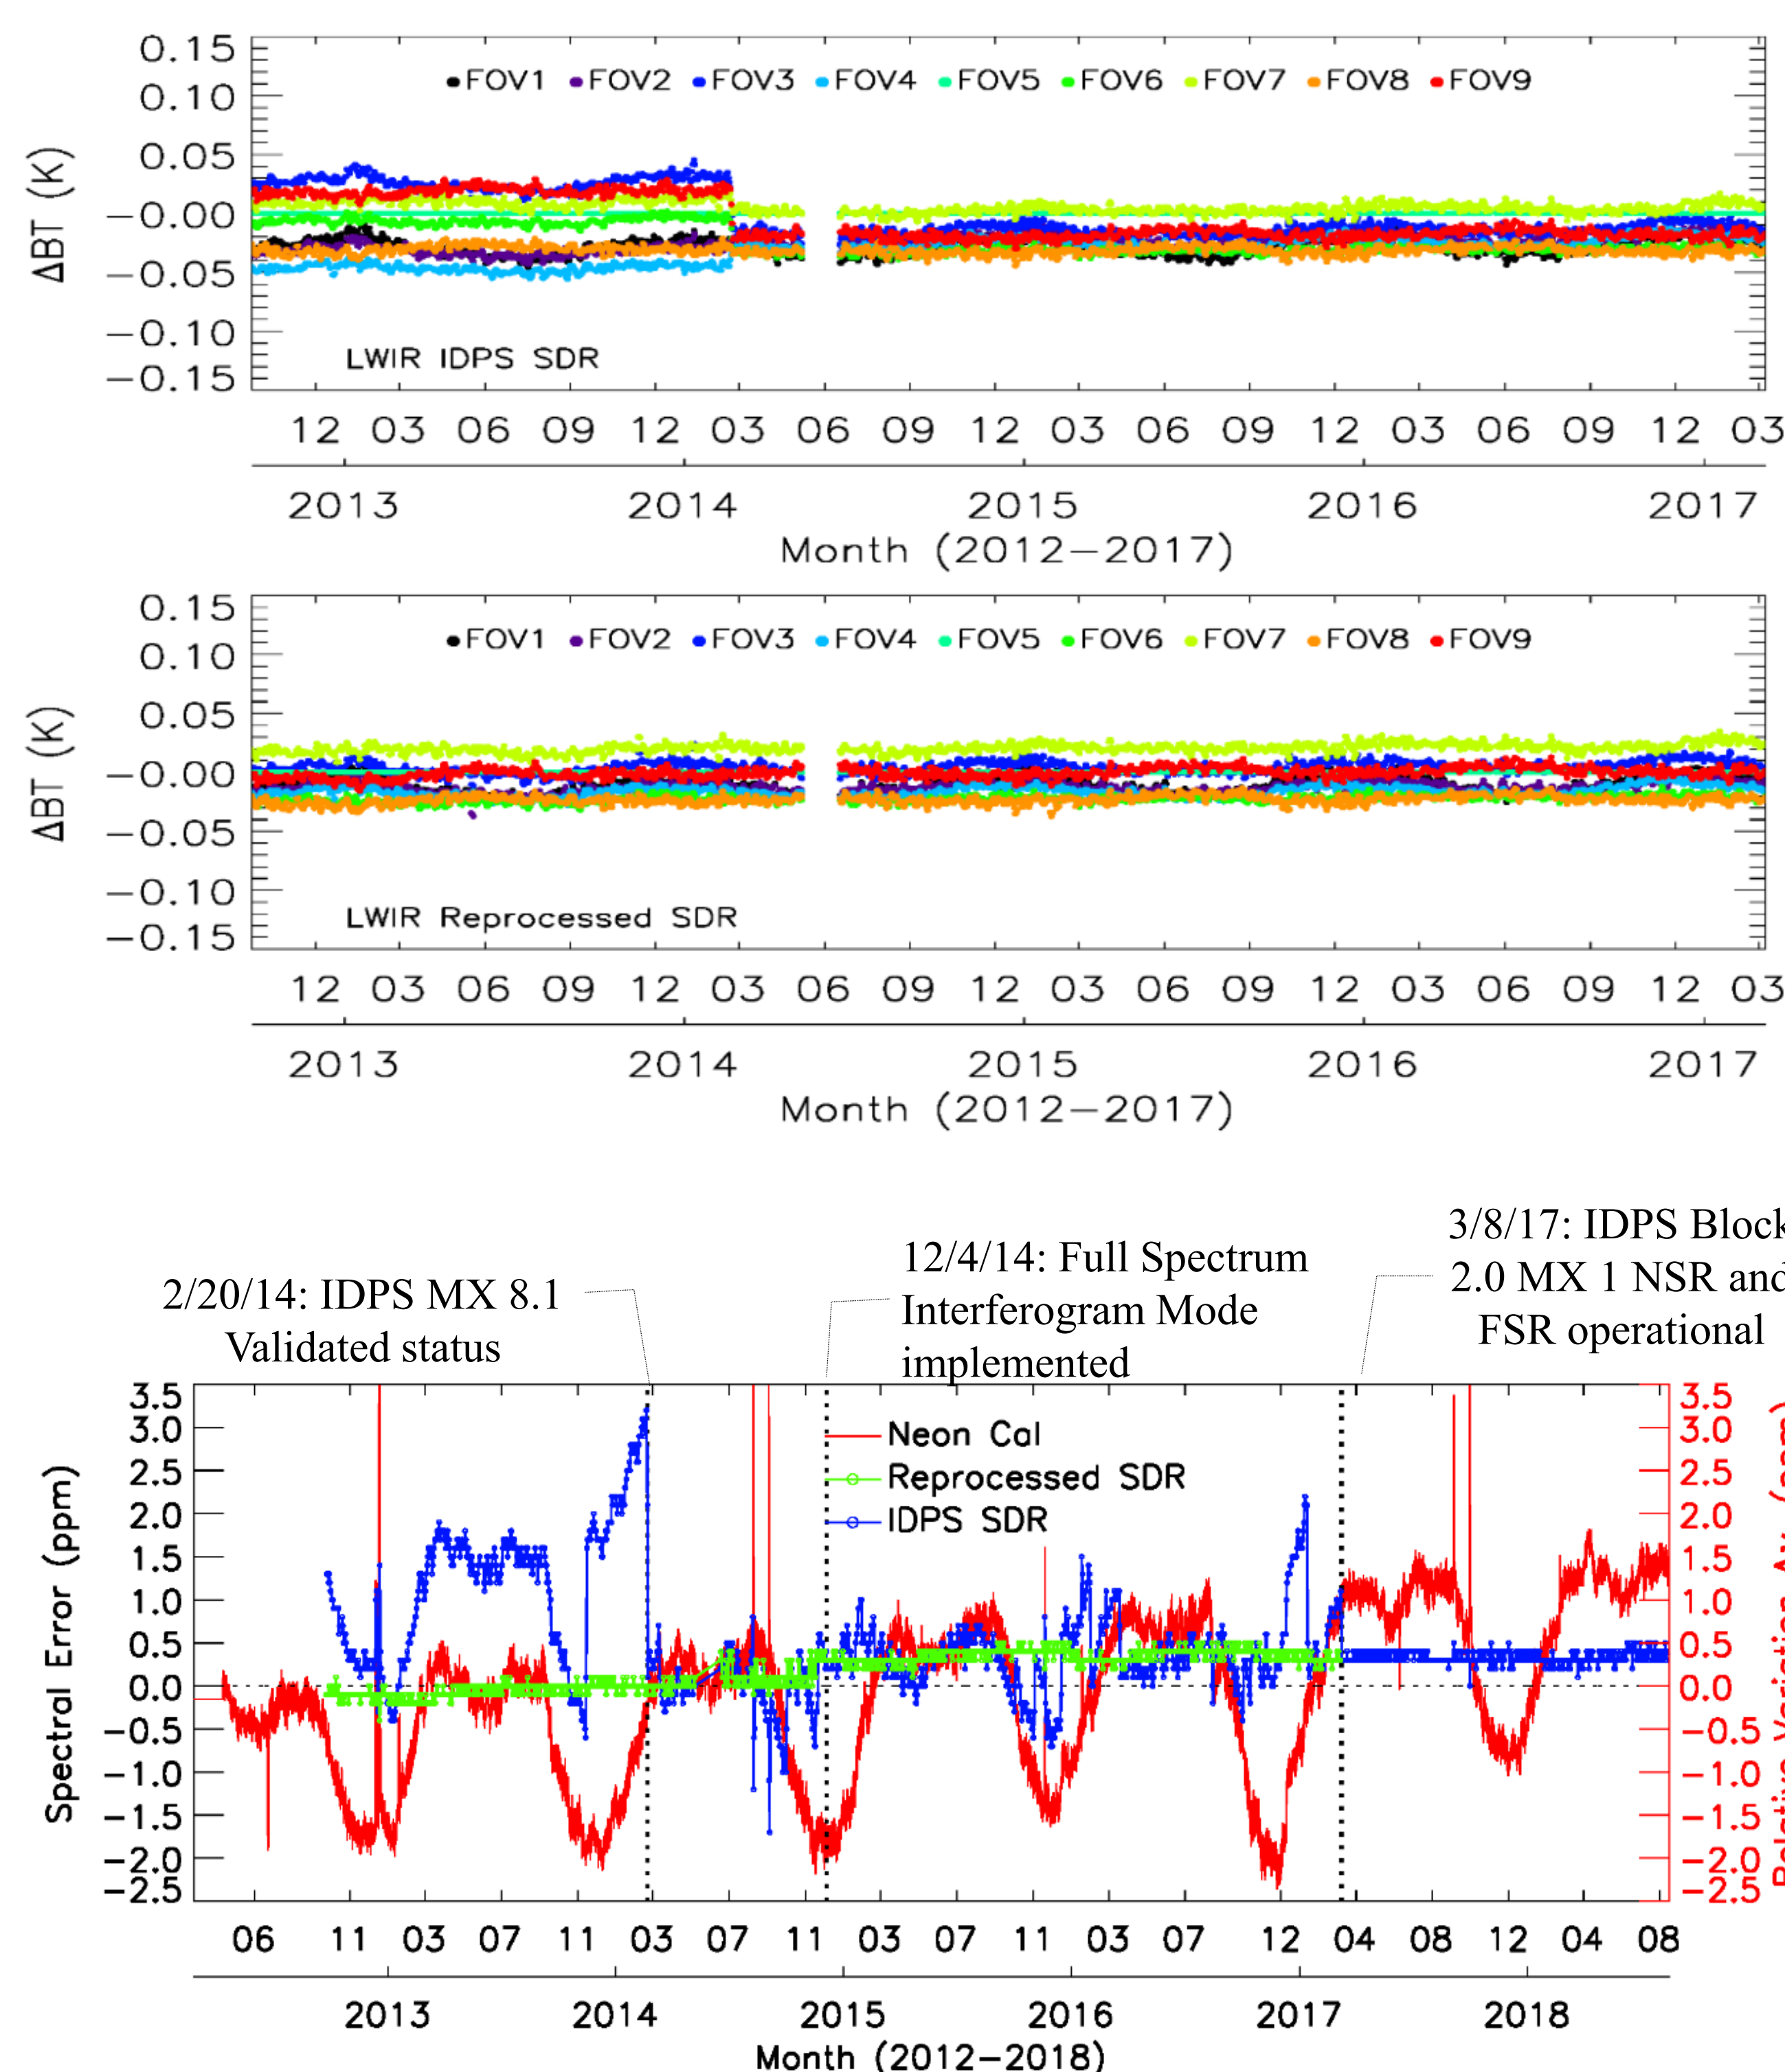 0.15
0.10
0.05
−0.00
−0.05
−0.10
−0.15
ΔBT (K)
FOV1 FOV2 FOV3 FOV4 FOV5 FOV6 FOV7 FOV8 FOV9
LWIR IDPS SDR
12 03 06 09 12 03 06 09 12 03 06 09 12 03 06 09 12 03
2013 2014 2015 2016 2017
Month (2012−2017)
0.15
0.10
0.05
−0.00
−0.05
−0.10
−0.15
ΔBT (K)
FOV1 FOV2 FOV3 FOV4 FOV5 FOV6 FOV7 FOV8 FOV9
LWIR Reprocessed SDR
12 03 06 09 12 03 06 09 12 03 06 09 12 03 06 09 12 03
2013 2014 2015 2016 2017
Month (2012−2017)
2/20/14: IDPS MX 8.1
Validated status
12/4/14: Full Spectrum
Interferogram Mode
implemented
3/8/17: IDPS Block
2.0 MX 1 NSR and
FSR operational
3.5
3.0
2.5
2.0
1.5
1.0
0.5
0.0
−0.5
−1.0
−1.5
−2.0
−2.5
Spectral Error (ppm)
Neon Cal
Reprocessed SDR
IDPS SDR
3.5
3.0
2.5
2.0
1.5
1.0
0.5
0.0
−0.5
−1.0
−1.5
−2.0
−2.5
06 11 03 07 11 03 07 11 03 07 11 03 07 12 04 08 12 04 08
2013 2014 2015 2016 2017 2018
Month (2012−2018)